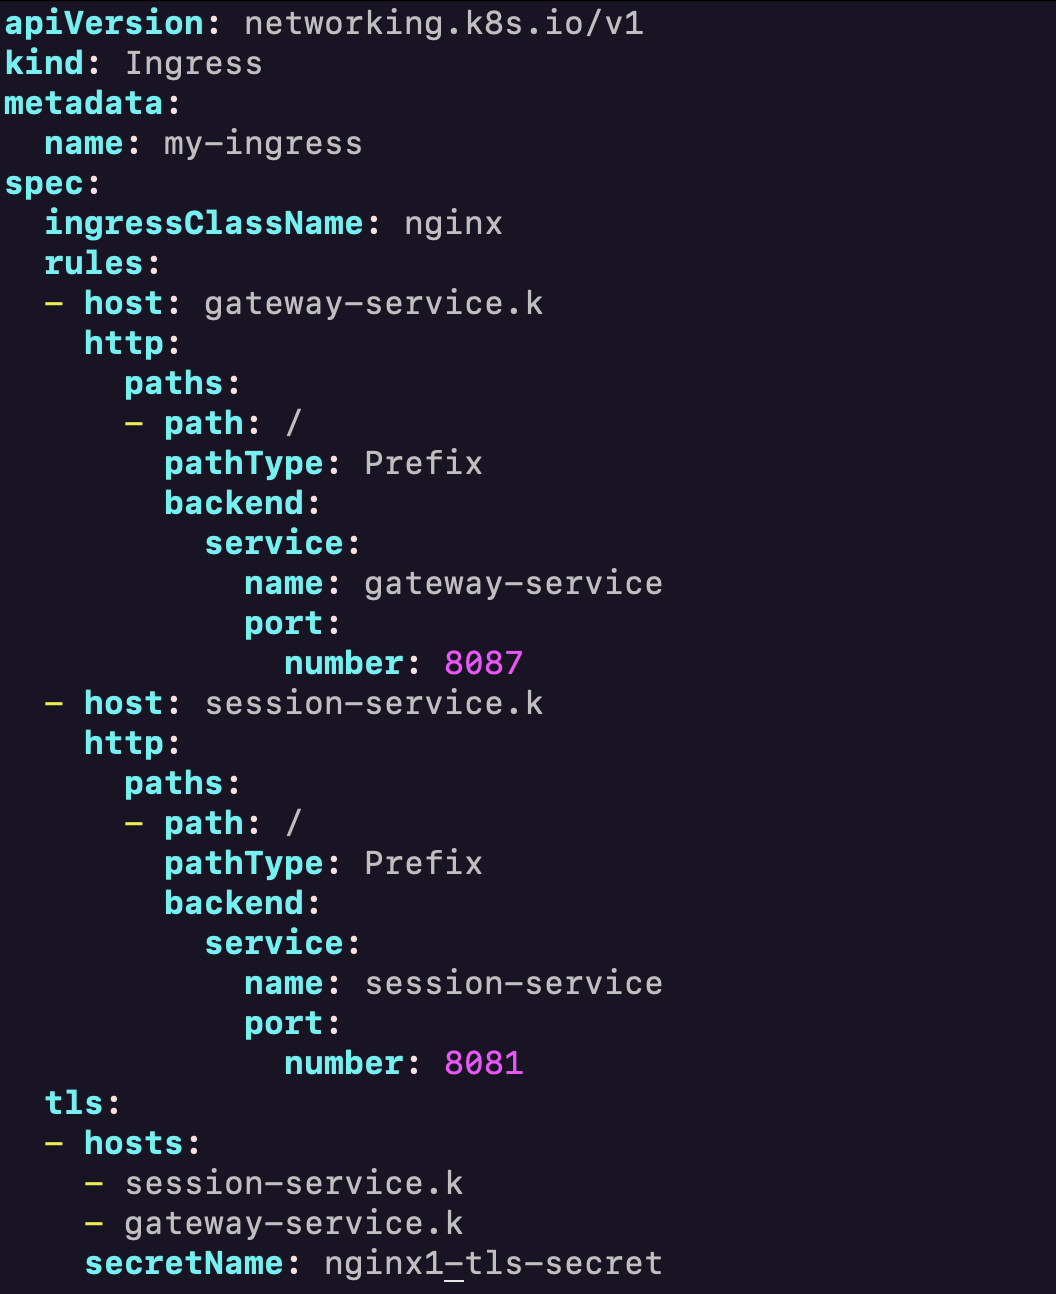 apiVersion: networking.k8s.io/v1
kind: Ingress
metadata:
  name: my-ingress
spec:
  ingressClassName: nginx
  rules:
  - host: gateway-service.k
    http:
      paths:
      - path: /
        pathType: Prefix
        backend:
          service:
            name: gateway-service
            port:
              number: 8087
  - host: session-service.k
    http:
      paths:
      - path: /
        pathType: Prefix
        backend:
          service:
            name: session-service
            port:
              number: 8081
  tls:
  - hosts:
    - session-service.k
    - gateway-service.k
    secretName: nginx1-tls-secret